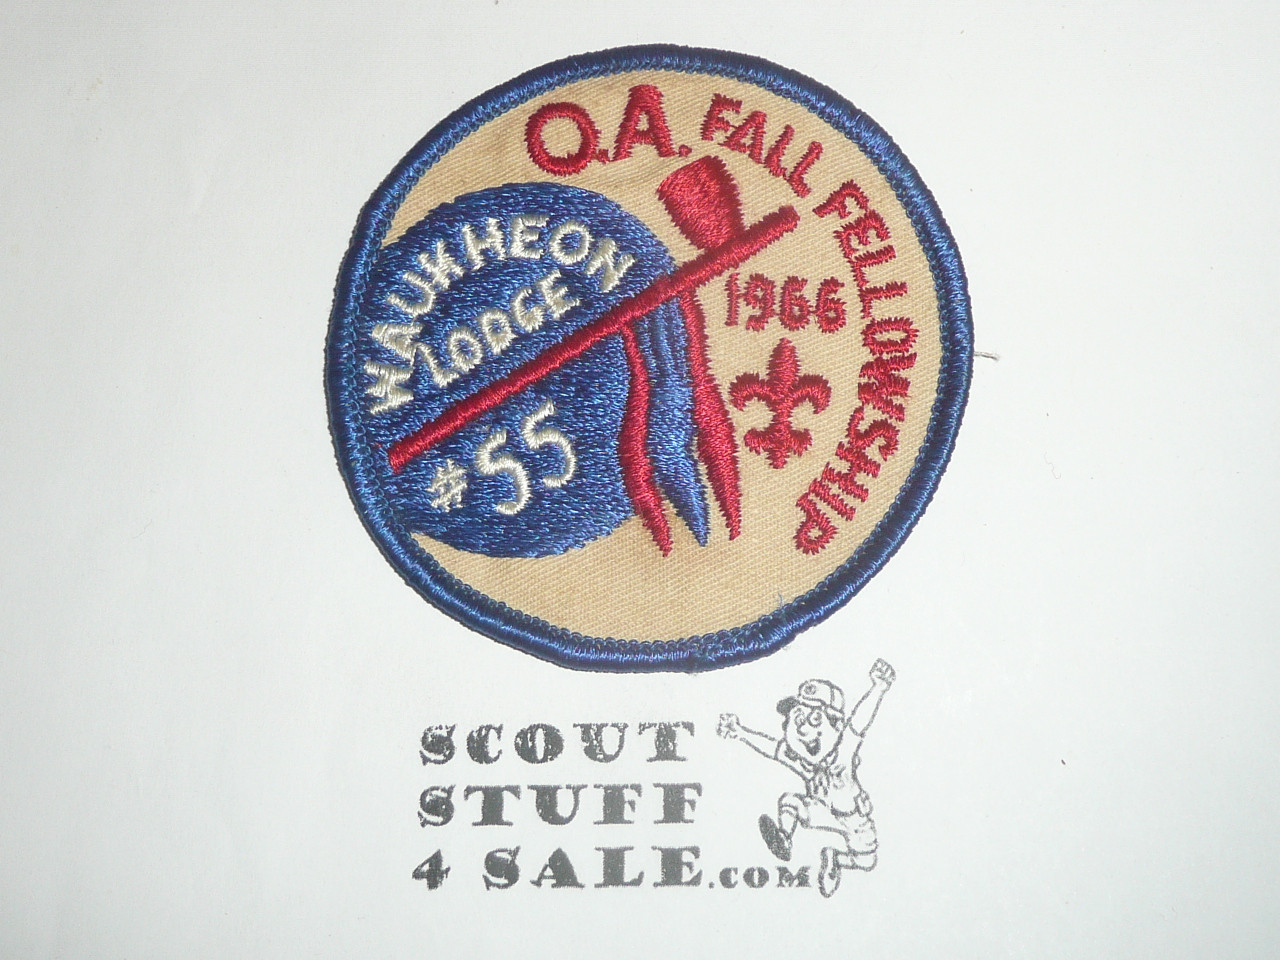 O.A. FALL FELLOWSHIP
1966
WAUKHEON
LODGE
#55
SCOUT
STUFF
4 SALE.COM